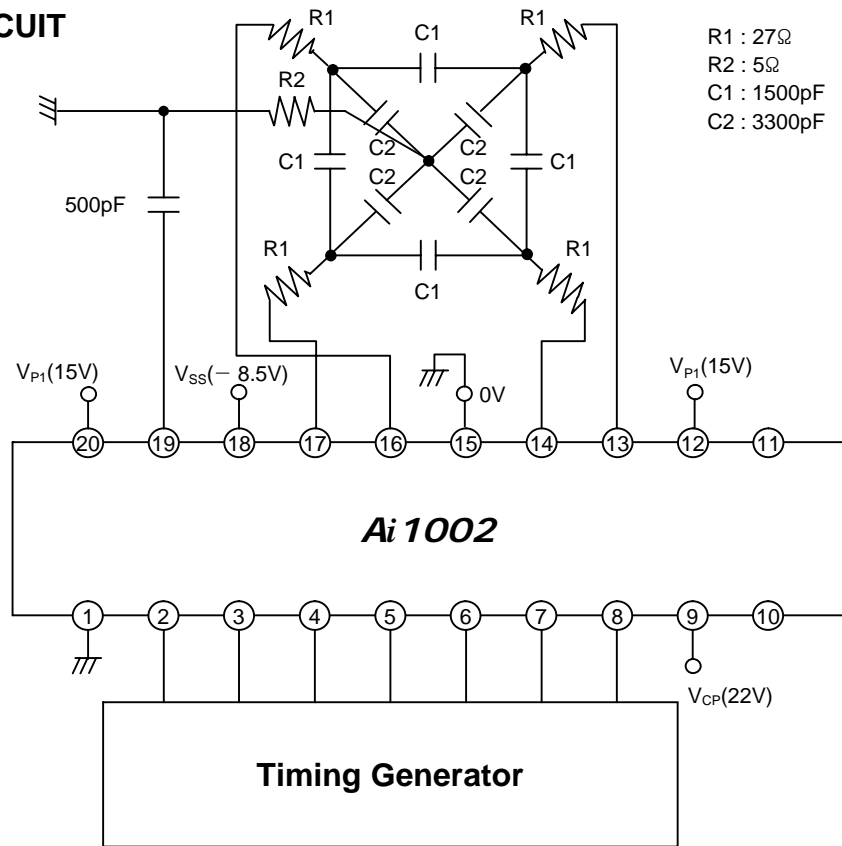 CUIT
R1
C1
R1
R1 : 27Ω
R2 : 5Ω
C1 : 1500pF
C2 : 3300pF
R2
C2
C2
C1
C1
C2
C2
500pF
R1
R1
C1
VP1(15V)
VSS(− 8.5V)
0V
VP1(15V)
20 19 18 17 16 15 14 13 12 11
Ai 1002
1 2 3 4 5 6 7 8 9 10
VCP(22V)
Timing Generator